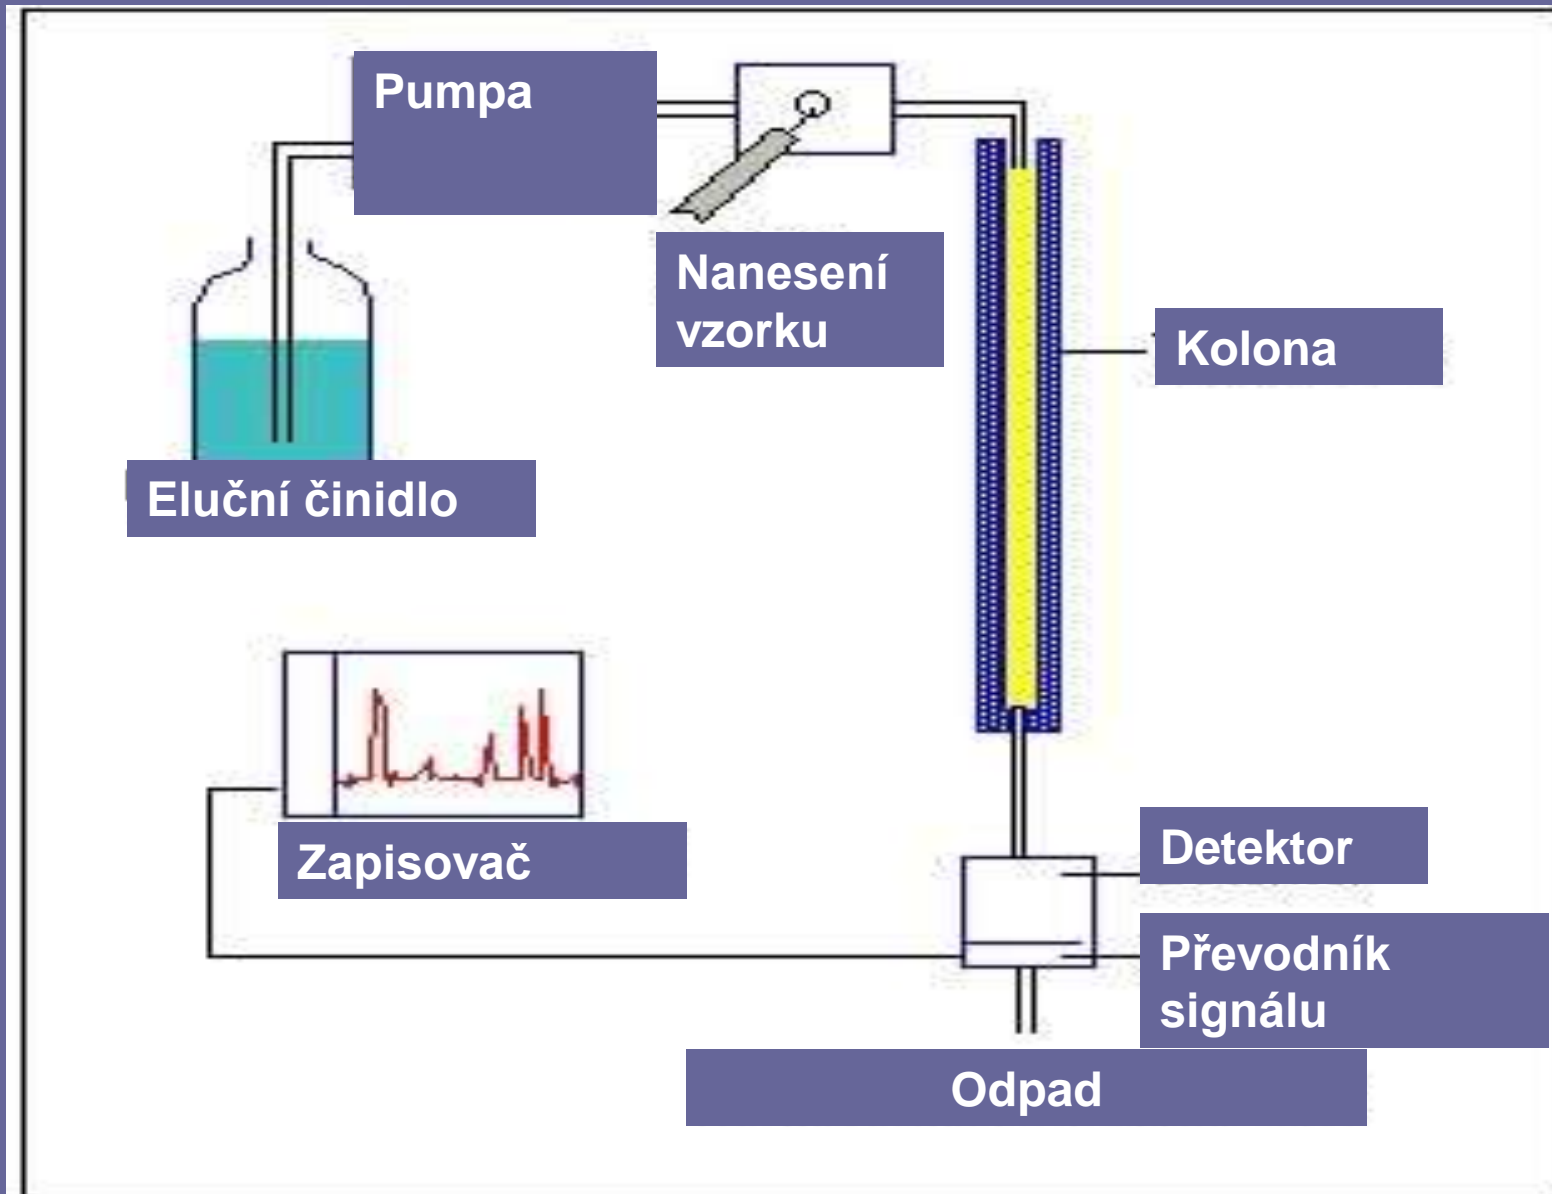 Pumpa
Nanesení
vzorku
Kolona
Eluční činidlo
Zapisovač
Detektor
Převodník
signálu
Odpad